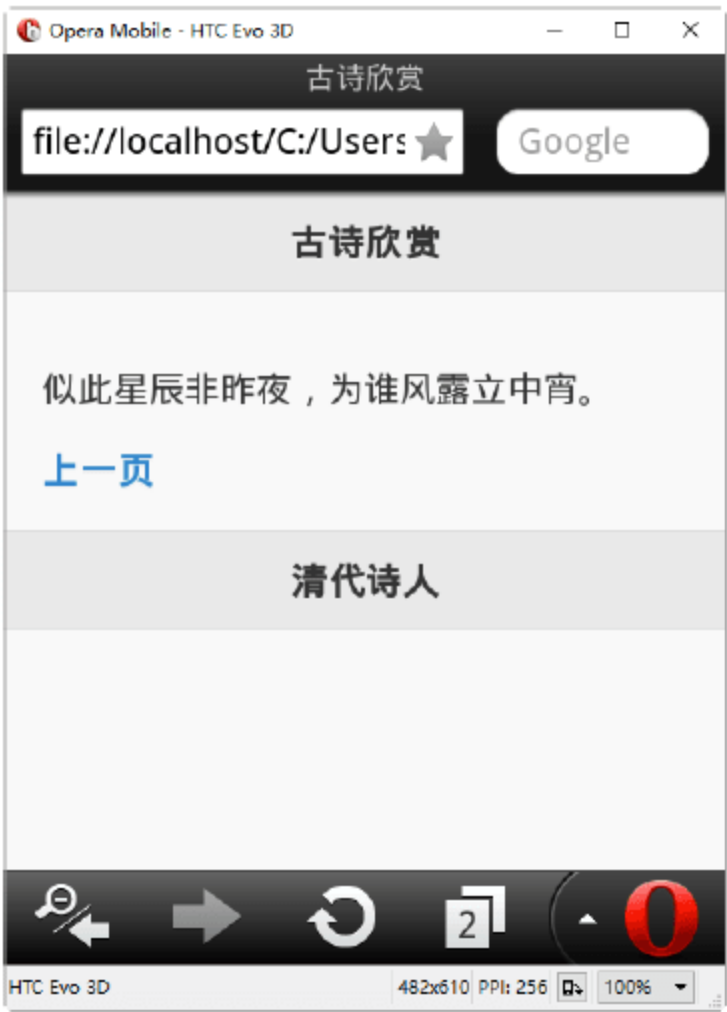 Opera Mobile - HTC Evo 3D
古诗欣赏
file://localhost/C:/Users
Google
古诗欣赏
似此星辰非昨夜，为谁风露立中宵。
上一页
清代诗人
2
HTC Evo 3D
482x610 PPI: 256 100%